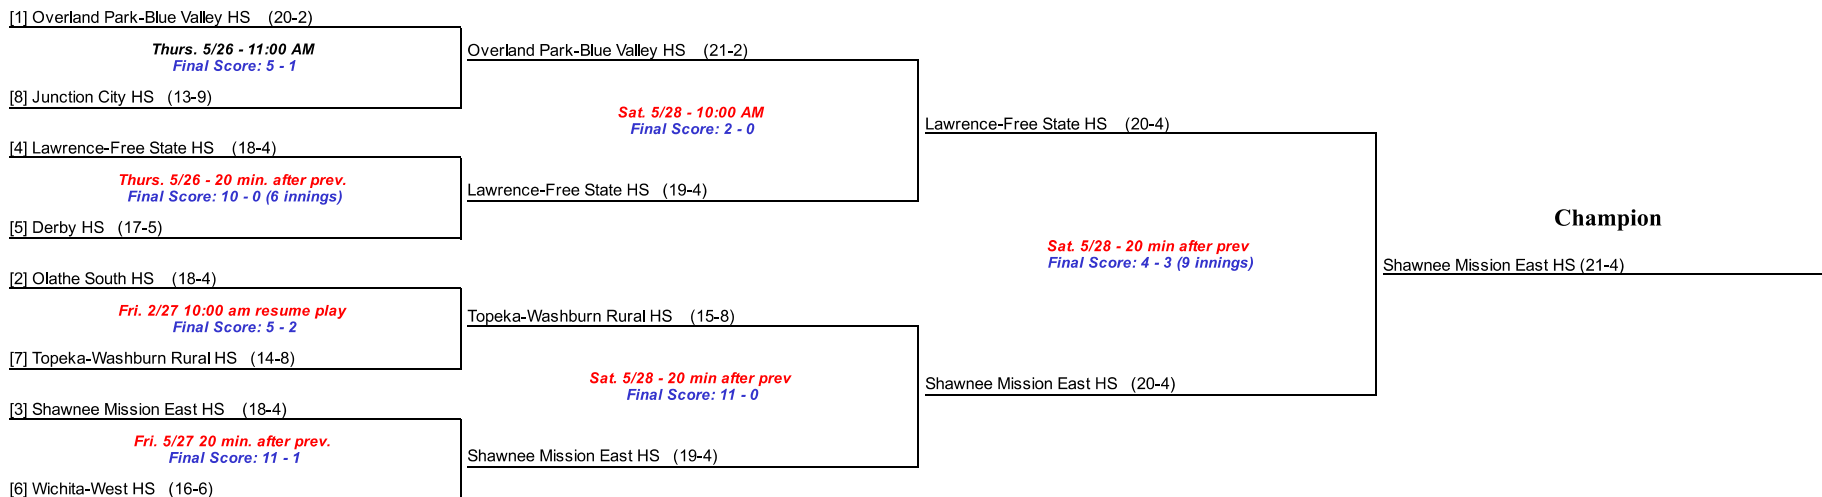 [1] Overland Park-Blue Valley HS (20-2)
Thurs. 5/26 - 11:00 AM
Final Score: 5 - 1
[8] Junction City HS (13-9)
[4] Lawrence-Free State HS (18-4)
Thurs. 5/26 - 20 min. after prev.
Final Score: 10 - 0 (6 innings)
[5] Derby HS (17-5)
[2] Olathe South HS (18-4)
Fri. 2/27 10:00 am resume play
Final Score: 5 - 2
[7] Topeka-Washburn Rural HS (14-8)
[3] Shawnee Mission East HS (18-4)
Fri. 5/27 20 min. after prev.
Final Score: 11 - 1
[6] Wichita-West HS (16-6)
Overland Park-Blue Valley HS (21-2)
Sat. 5/28 - 10:00 AM
Final Score: 2 - 0
Lawrence-Free State HS (19-4)
Topeka-Washburn Rural HS (15-8)
Sat. 5/28 - 20 min after prev
Final Score: 11 - 0
Shawnee Mission East HS (19-4)
Lawrence-Free State HS (20-4)
Sat. 5/28 - 20 min after prev
Final Score: 4 - 3 (9 innings)
Shawnee Mission East HS (20-4)
Champion
Shawnee Mission East HS (21-4)